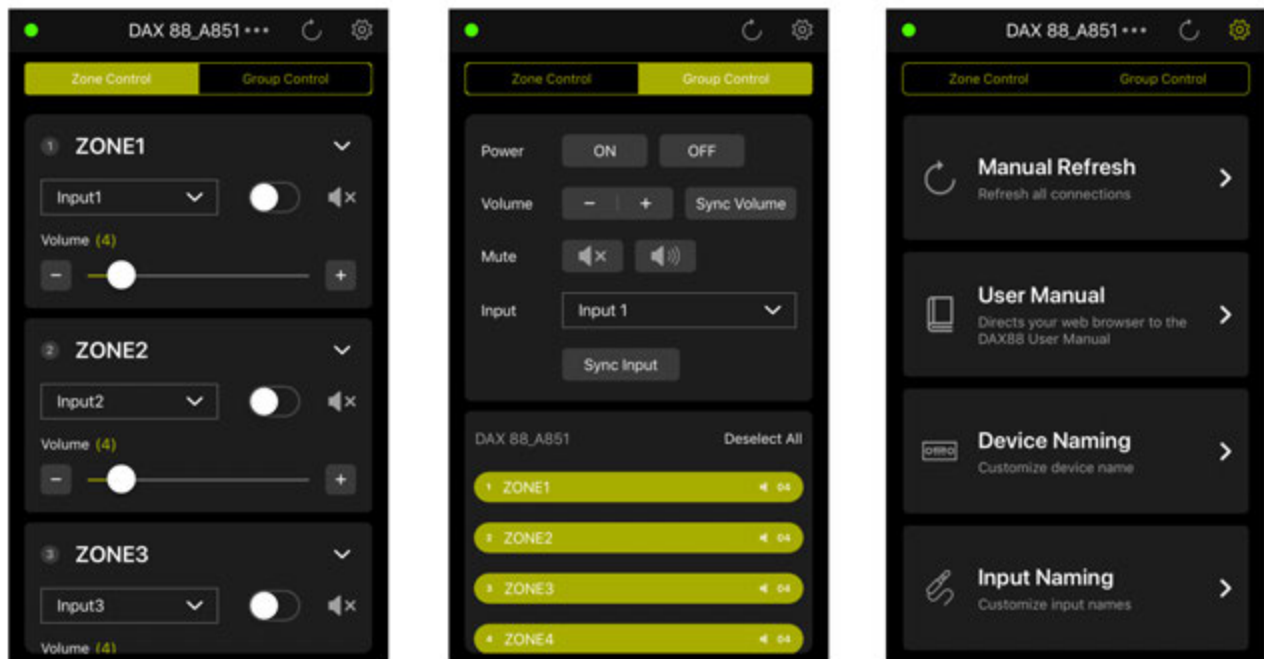 DAX 88_A851 •••
Zone Control Group Control
1 ZONE1
Input1
Volume (4)
- +
2 ZONE2
Input2
Volume (4)
- +
3 ZONE3
Input3
Volume (4)
Zone Control Group Control
Power ON OFF
Volume - + Sync Volume
Mute
Input Input 1
Sync Input
DAX 88_A851 Deselect All
1 ZONE1 04
2 ZONE2 04
3 ZONE3 04
4 ZONE4 04
DAX 88_A851 •••
Zone Control Group Control
Manual Refresh
Refresh all connections
User Manual
Directs your web browser to the
DAX88 User Manual
Device Naming
Customize device name
Input Naming
Customize input names